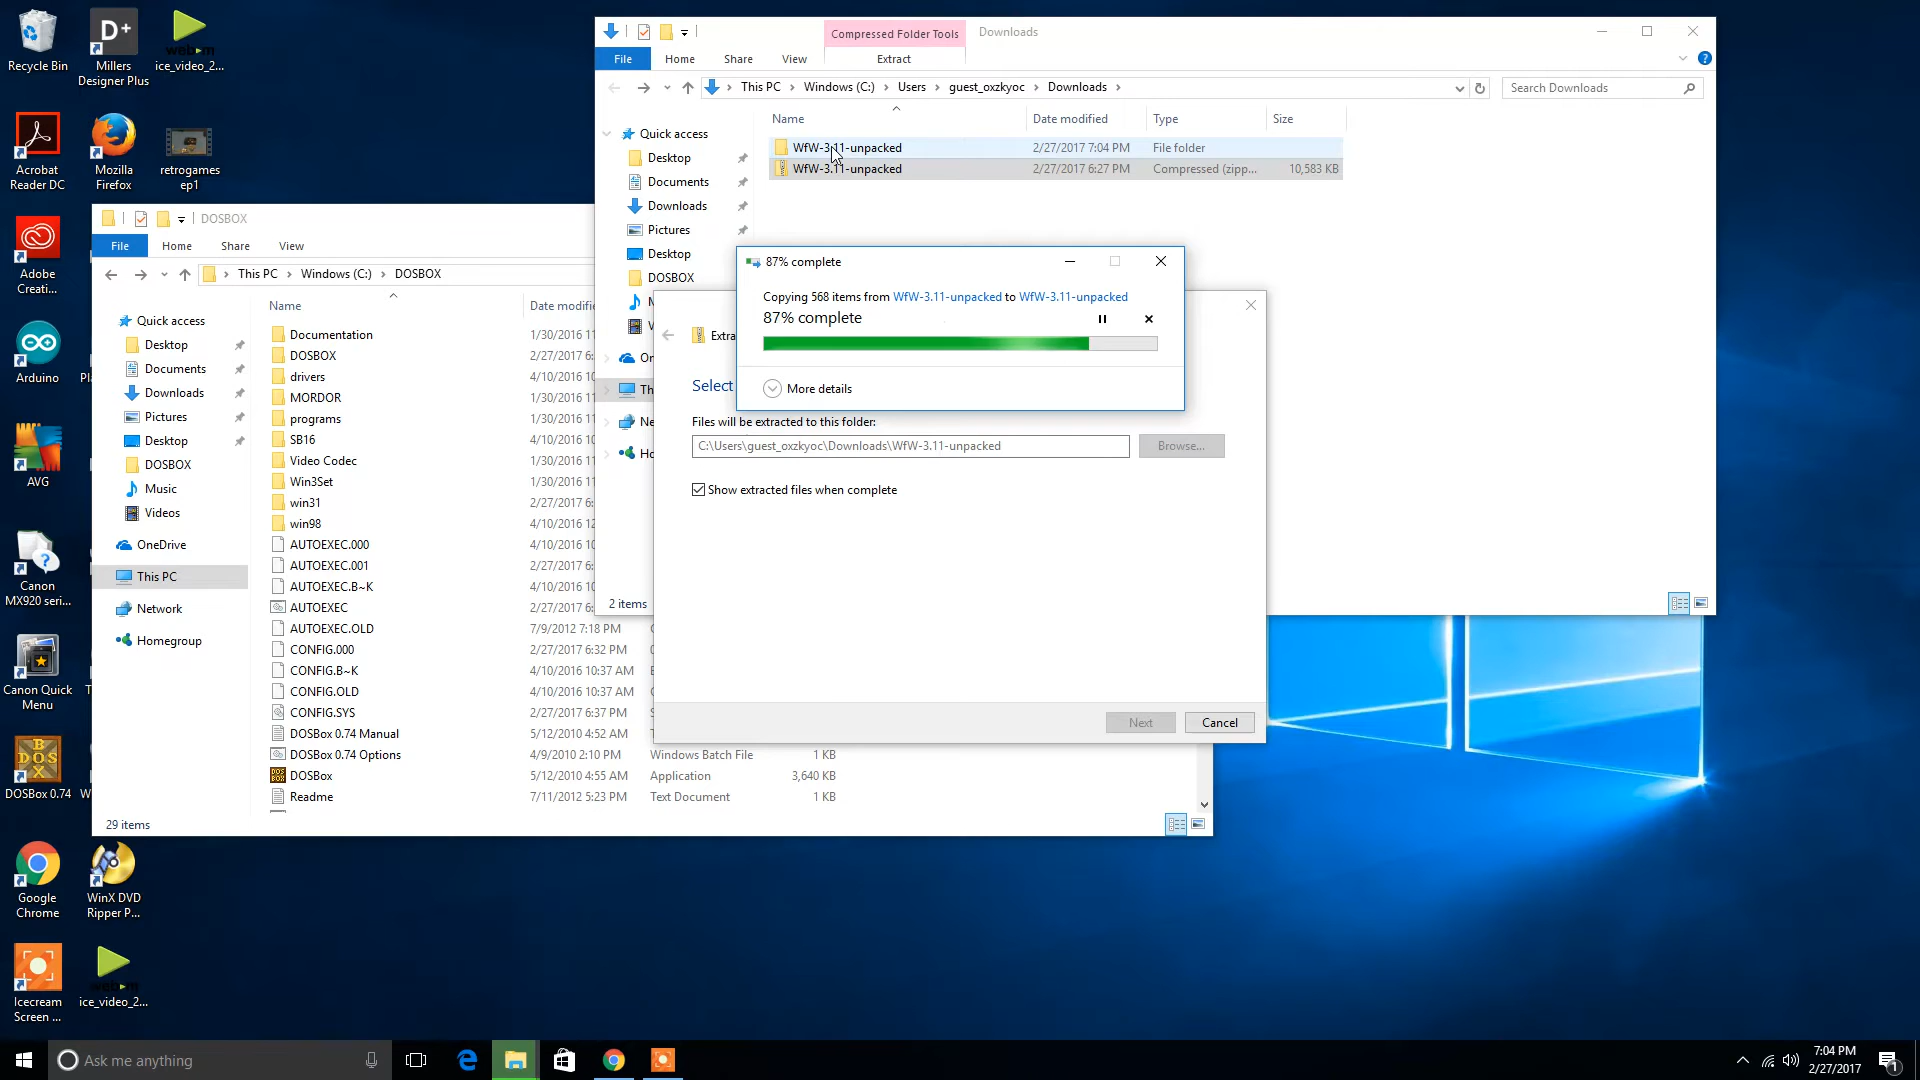 Recycle Bin
Millers
Designer Plus
ice_video_2...
Acrobat
Reader DC
Mozilla
Firefox
retrogames
ep1
Adobe
Creati...
Arduino
AVG
Canon
MX920 seri...
Canon Quick
Menu
DOSBox 0.74
Google
Chrome
WinX DVD
Ripper P...
Icecream
Screen ...
ice_video_2...
DOSBOX
File Home Share View
This PC Windows (C:) DOSBOX
Quick access
Desktop
Documents
Downloads
Pictures
Desktop
DOSBOX
Music
Videos
OneDrive
This PC
Network
Homegroup
Name Date modifie
Documentation 1/30/2016 11
DOSBOX 2/27/2017 6:
drivers 4/10/2016 10
MORDOR 1/30/2016 11
programs 1/30/2016 11
SB16 4/10/2016 10
Video Codec 1/30/2016 11
Win3Set 1/30/2016 11
win31 2/27/2017 6:
win98 4/10/2016 12
AUTOEXEC.000 4/10/2016 10
AUTOEXEC.001 2/27/2017 6:
AUTOEXEC.B~K 4/10/2016 10
AUTOEXEC 2/27/2017 6:
AUTOEXEC.OLD 7/9/2012 7:18 PM
CONFIG.000 2/27/2017 6:32 PM
CONFIG.B~K 4/10/2016 10:37 AM
CONFIG.OLD 4/10/2016 10:37 AM
CONFIG.SYS 2/27/2017 6:37 PM
DOSBox 0.74 Manual 5/12/2010 4:52 AM
DOSBox 0.74 Options 4/9/2010 2:10 PM Windows Batch File 1 KB
DOSBox 5/12/2010 4:55 AM Application 3,640 KB
Readme 7/11/2012 5:23 PM Text Document 1 KB
29 items
Compressed Folder Tools Downloads
File Home Share View Extract
This PC Windows (C:) Users guest_oxzkyoc Downloads
Search Downloads
Quick access
Desktop
Documents
Downloads
Pictures
Desktop
DOSBOX
Name Date modified Type Size
WfW-3.11-unpacked 2/27/2017 7:04 PM File folder
WfW-3.11-unpacked 2/27/2017 6:27 PM Compressed (zipp... 10,583 KB
2 items
87% complete
Copying 568 items from WfW-3.11-unpacked to WfW-3.11-unpacked
87% complete
More details
Extra
Select
Files will be extracted to this folder:
C:\Users\guest_oxzkyoc\Downloads\WfW-3.11-unpacked
Browse...
Show extracted files when complete
Next Cancel
Ask me anything
7:04 PM
2/27/2017
1